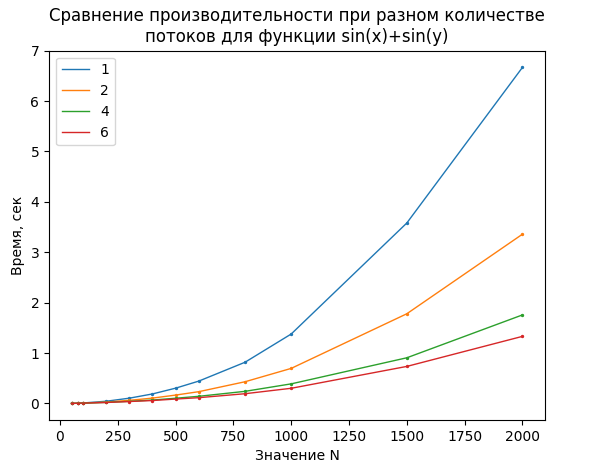 Сравнение производительности при разном количестве
потоков для функции sin(x)+sin(y)
7
6
5
4
3
2
1
0
Время, сек
1
2
4
6
0 250 500 750 1000 1250 1500 1750 2000
Значение N